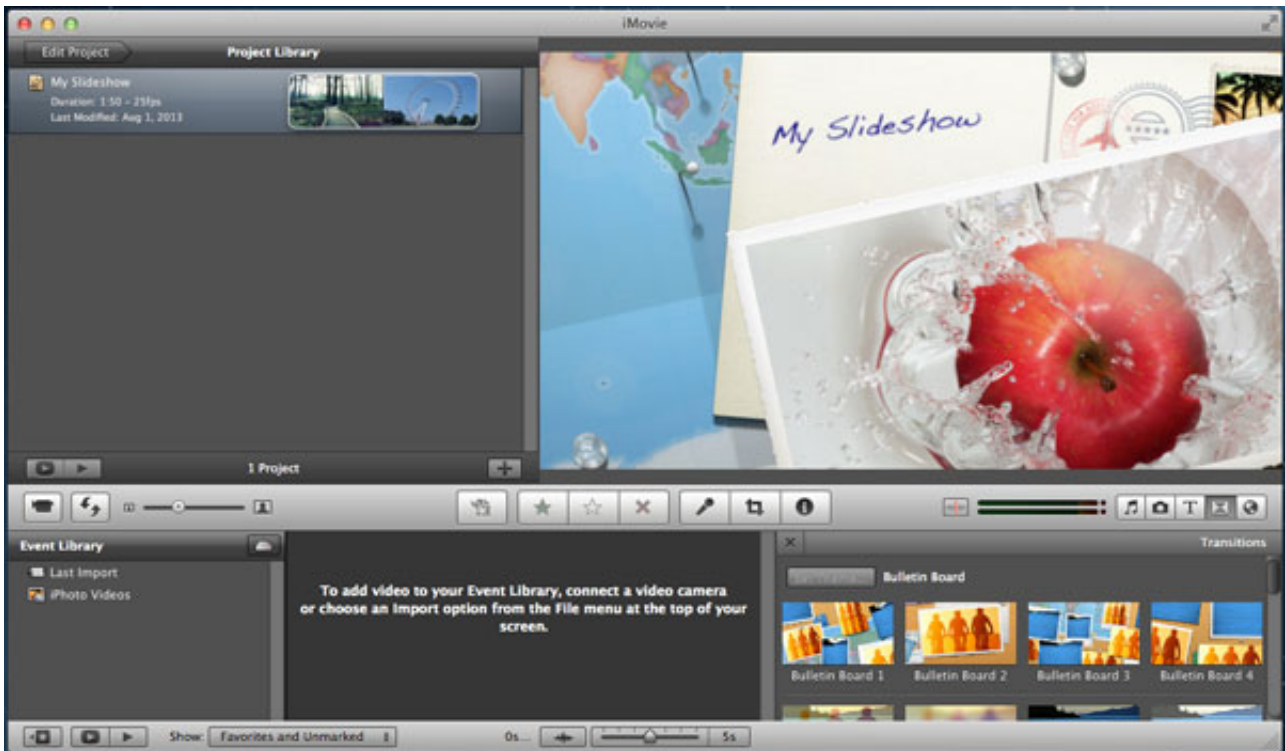 iMovie
Edit Project
Project Library
My Slideshow
Duration: 1:50 – 25fps
Last Modified: Aug 1, 2013
My Slideshow
1 Project
Event Library
Last Import
iPhoto Videos
To add video to your Event Library, connect a video camera
or choose an Import option from the File menu at the top of your
screen.
Transitions
Bulletin Board
Bulletin Board 1
Bulletin Board 2
Bulletin Board 3
Bulletin Board 4
Show: Favorites and Unmarked
0s...
5s